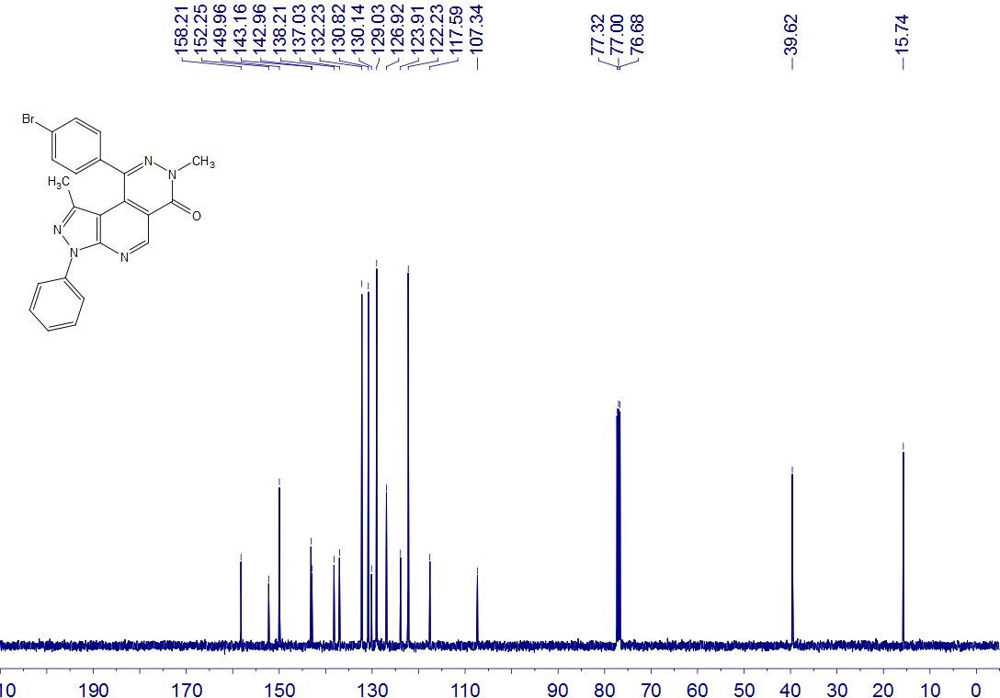 158.21
152.25
149.96
143.16
142.96
138.21
137.03
132.23
130.82
130.14
129.03
126.92
123.91
122.23
117.59
107.34
77.32
77.00
76.68
39.62
15.74
Br
N
N
CH3
H3C
O
N
N
N
10 190 170 150 130 110 90 80 70 60 50 40 30 20 10 0